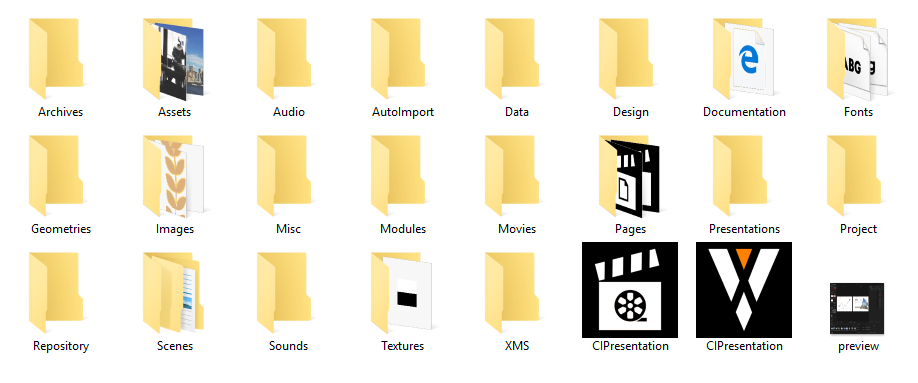 Archives
Assets
Audio
AutoImport
Data
Design
Documentation
Fonts
ABG
g
Geometries
Images
Misc
Modules
Movies
Pages
Presentations
Project
Repository
Scenes
Sounds
Textures
XMS
CIPresentation
CIPresentation
preview